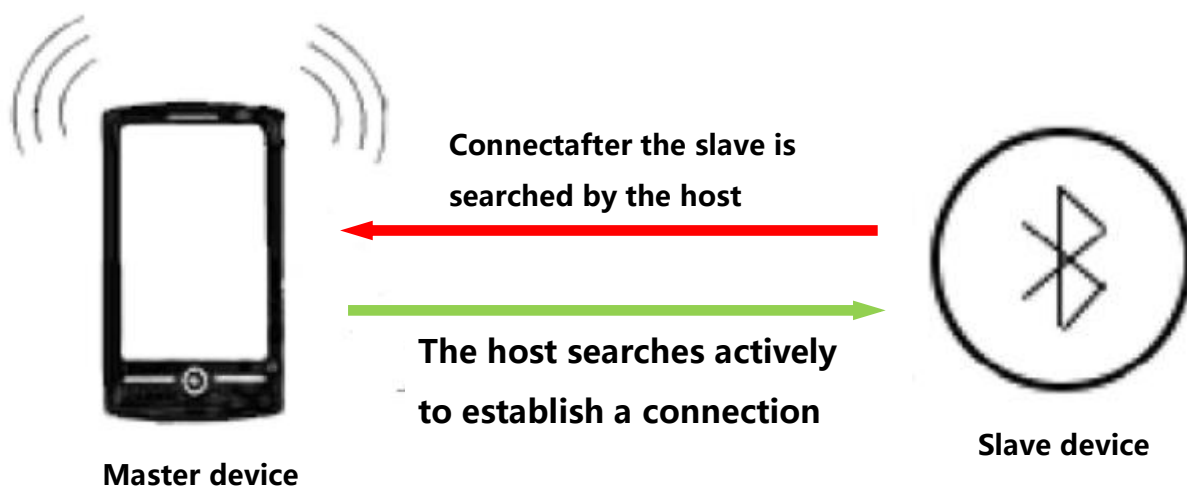 Connectafter the slave is
searched by the host
The host searches actively
to establish a connection
Slave device
Master device